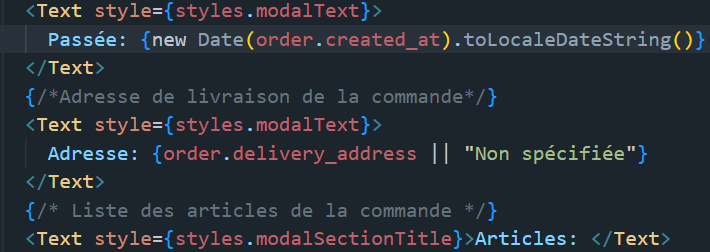 <Text style={styles.modalText}>
Passée: {new Date(order.created_at).toLocaleDateString()}
</Text>
{/*Adresse de livraison de la commande*/}
<Text style={styles.modalText}>
Adresse: {order.delivery_address || "Non spécifiée"}
</Text>
{/* Liste des articles de la commande */}
<Text style={styles.modalSectionTitle}>Articles: </Text>